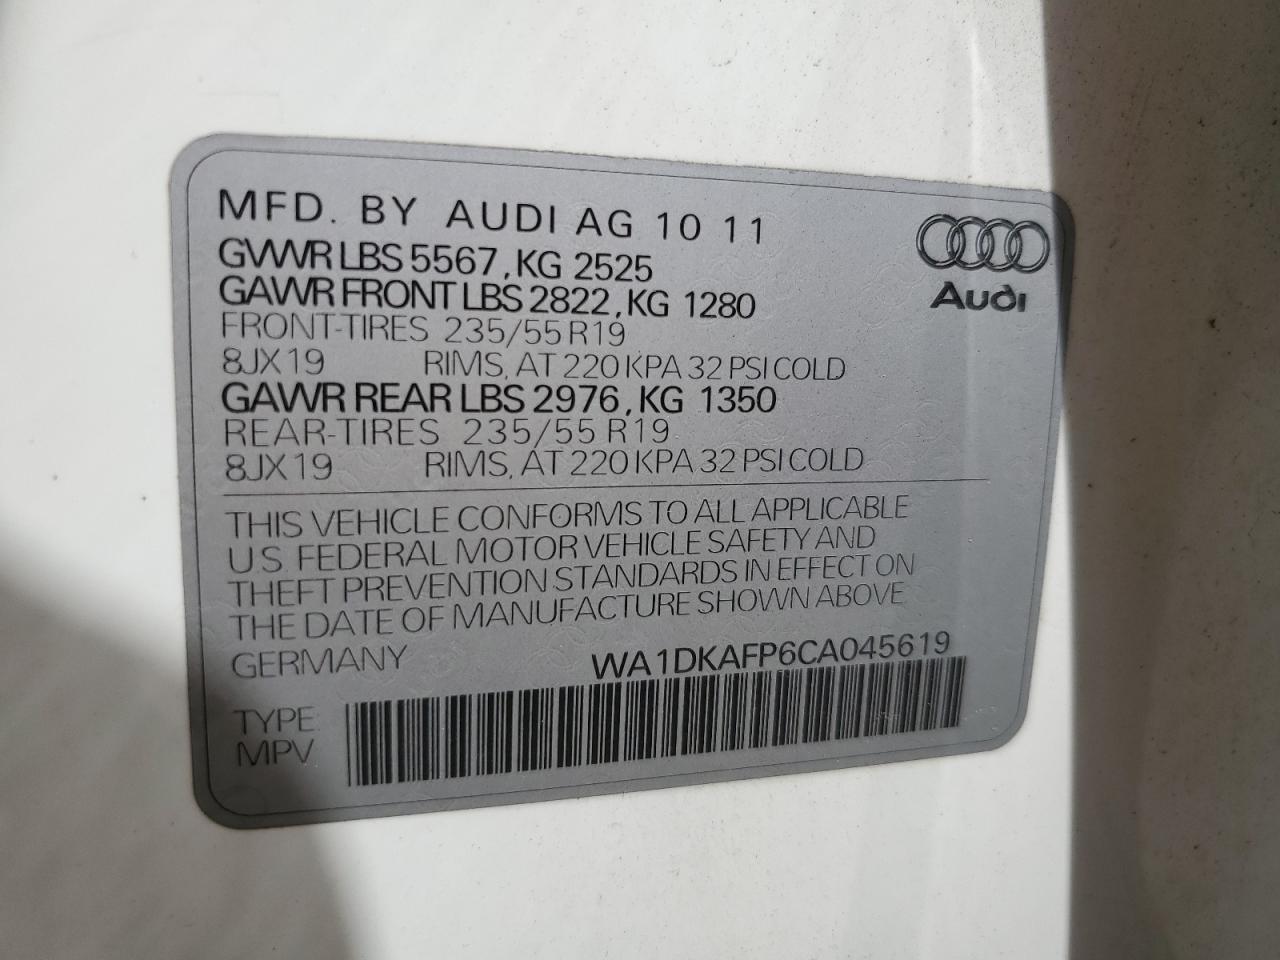 MFD. BY AUDI AG 10 11
GVWR LBS 5567, KG 2525
GAWR FRONT LBS 2822, KG 1280
FRONT-TIRES 235/55 R19
8JX19 RIMS, AT 220 KPA 32 PSI COLD
GAWR REAR LBS 2976, KG 1350
REAR-TIRES 235/55 R19
8JX19 RIMS, AT 220 KPA 32 PSI COLD
Audi
THIS VEHICLE CONFORMS TO ALL APPLICABLE
U.S. FEDERAL MOTOR VEHICLE SAFETY AND
THEFT PREVENTION STANDARDS IN EFFECT ON
THE DATE OF MANUFACTURE SHOWN ABOVE
GERMANY WA1DKAFP6CA045619
TYPE:
MPV